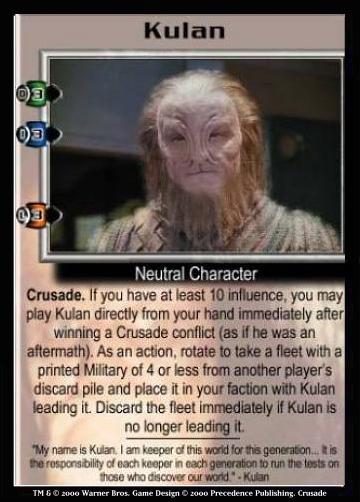 Kulan
D 3
D 3
L 3
Neutral Character
Crusade. If you have at least 10 influence, you may
play Kulan directly from your hand immediately after
winning a Crusade conflict (as if he was an
aftermath). As an action, rotate to take a fleet with a
printed Military of 4 or less from another player's
discard pile and place it in your faction with Kulan
leading it. Discard the fleet immediately if Kulan is
no longer leading it.
"My name is Kulan. I am keeper of this world for this generation... It is
the responsibility of each keeper in each generation to run the tests on
those who discover our world." - Kulan
TM & © 2000 Warner Bros. Game Design © 2000 Precedence Publishing. Crusade